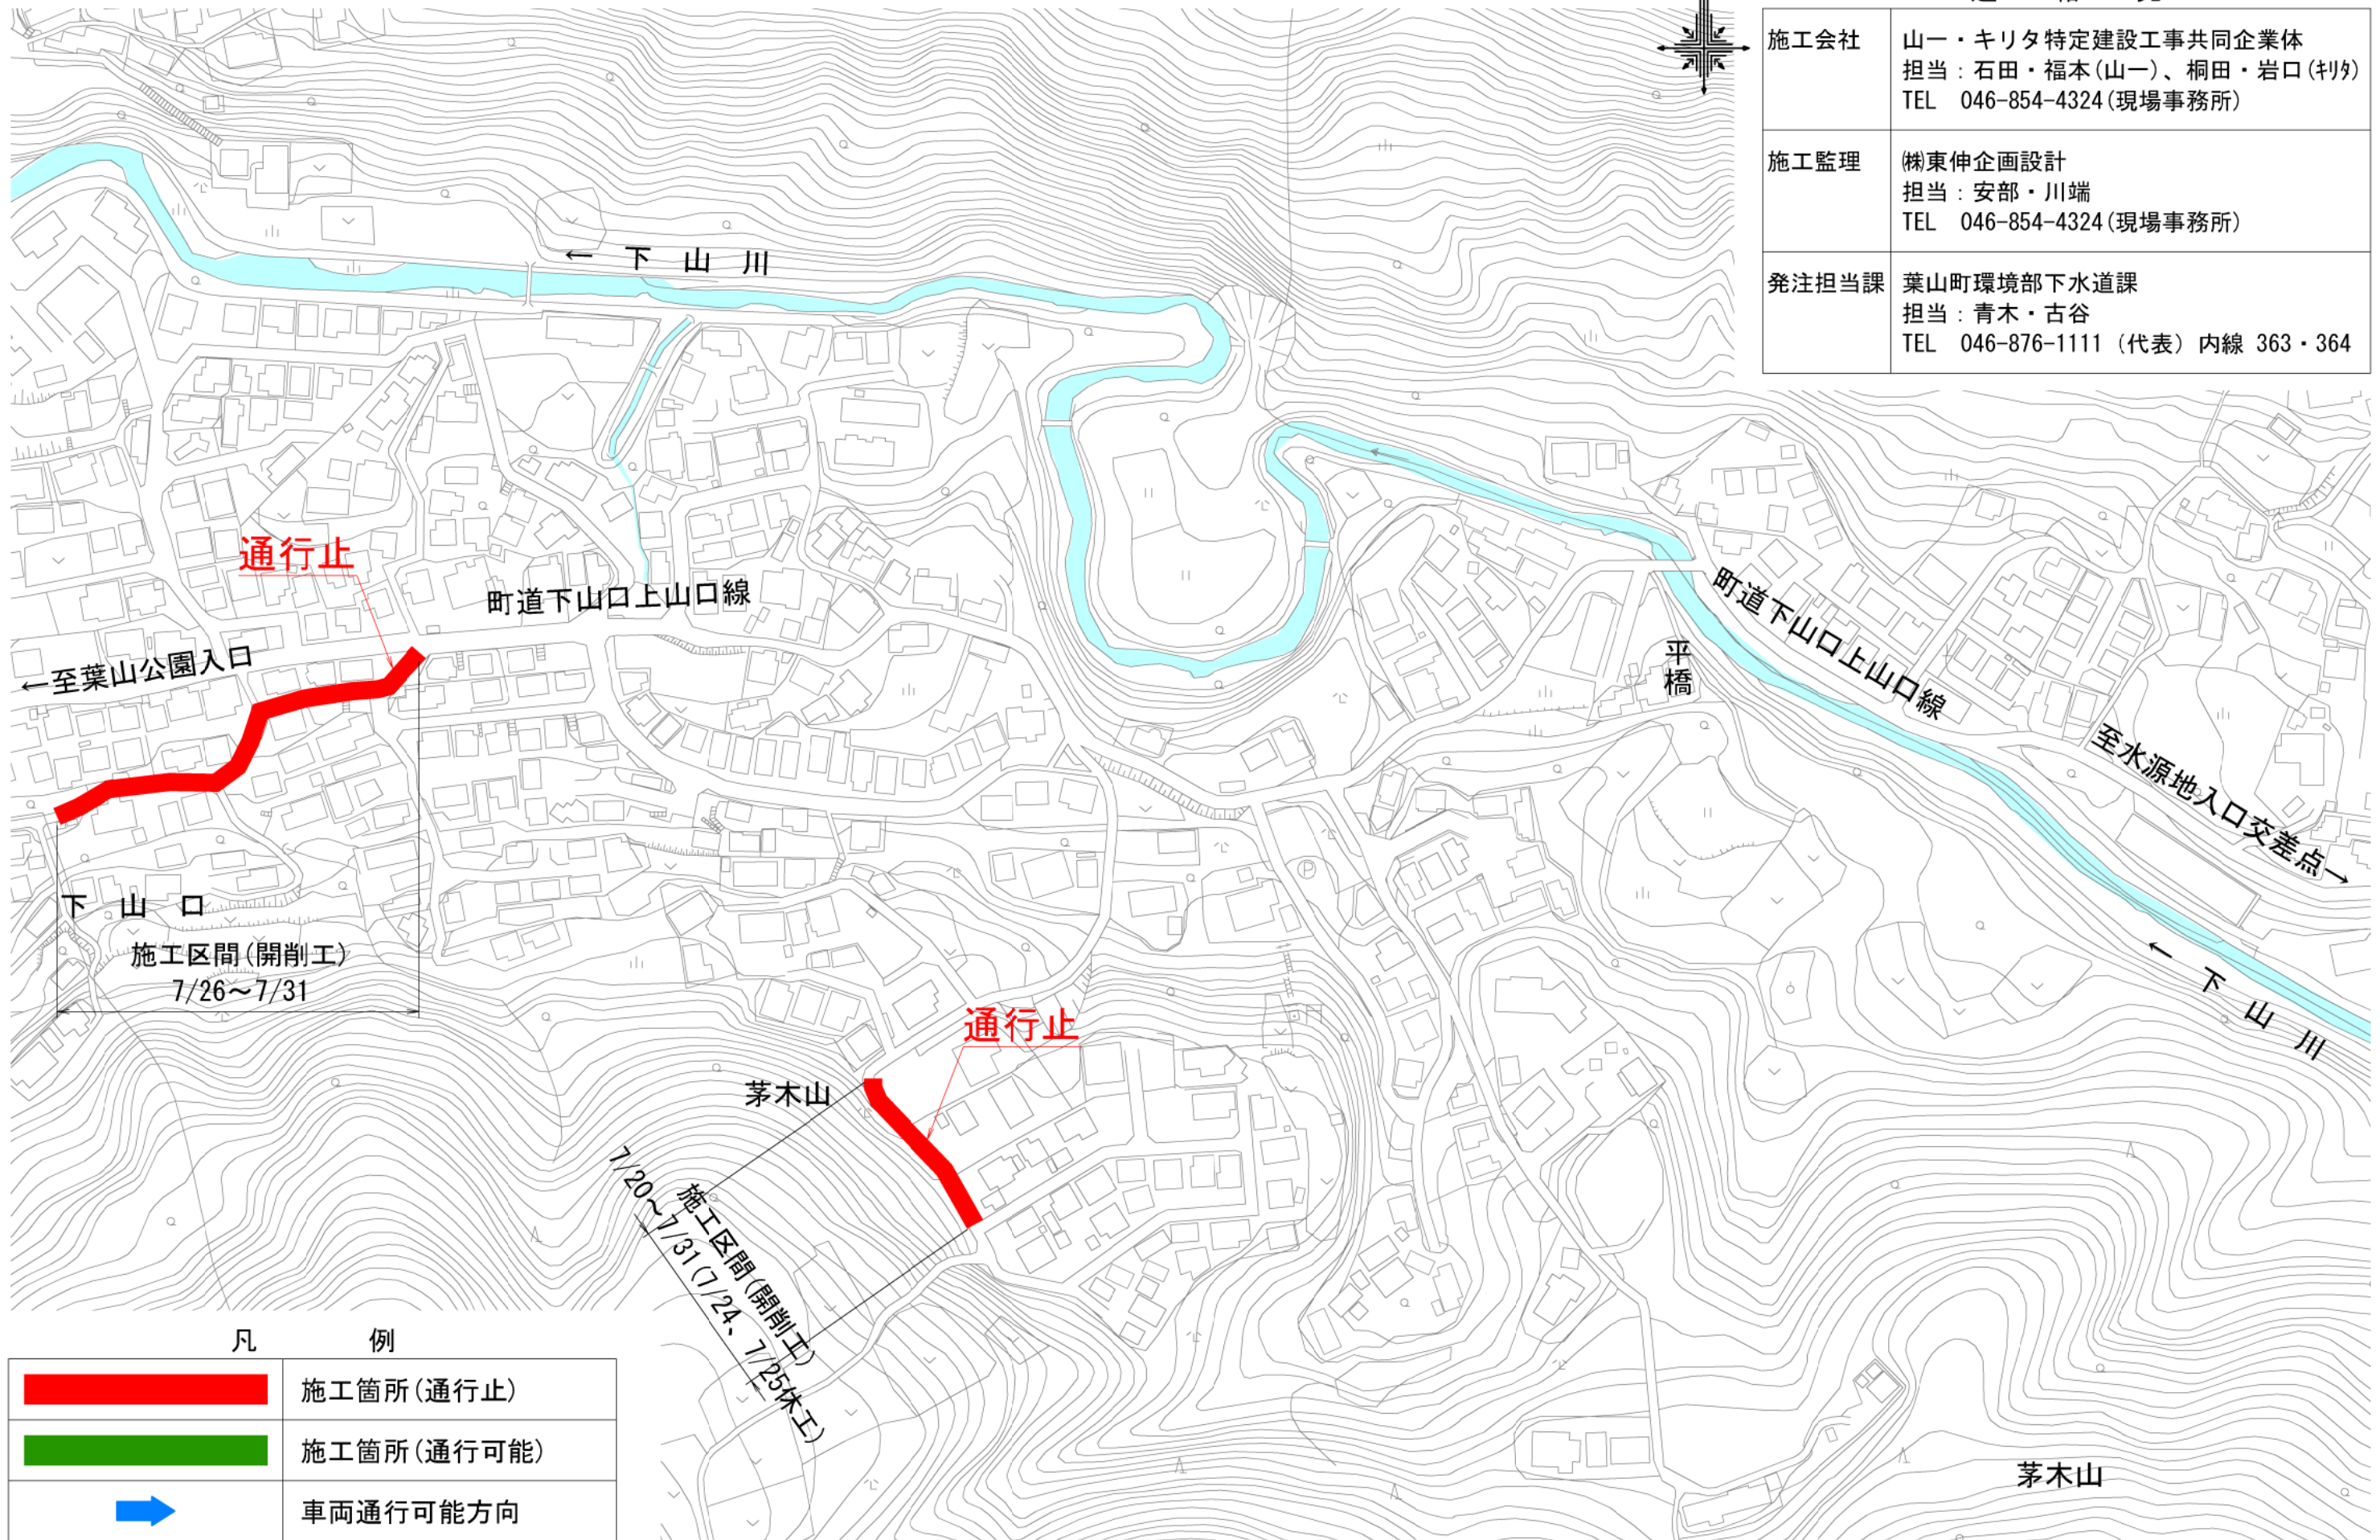 施工会社
山一・キリタ特定建設工事共同企業体
担当：石田・福本(山一)、桐田・岩口(ｷﾘﾀ)
TEL 046-854-4324(現場事務所)
施工監理
㈱東伸企画設計
担当：安部・川端
TEL 046-854-4324(現場事務所)
発注担当課
葉山町環境部下水道課
担当：青木・古谷
TEL 046-876-1111 (代表) 内線 363・364
← 下 山 川
通行止
町道下山口上山口線
←至葉山公園入口
平橋
町道下山口上山口線
至水源地入口交差点→
下 山 口
施工区間(開削工)
7/26～7/31
← 下 山 川
通行止
茅木山
施工区間(開削工)
7/20～7/31(7/24、7/25休工)
P
茅木山
凡 例
施工箇所(通行止)
施工箇所(通行可能)
車両通行可能方向